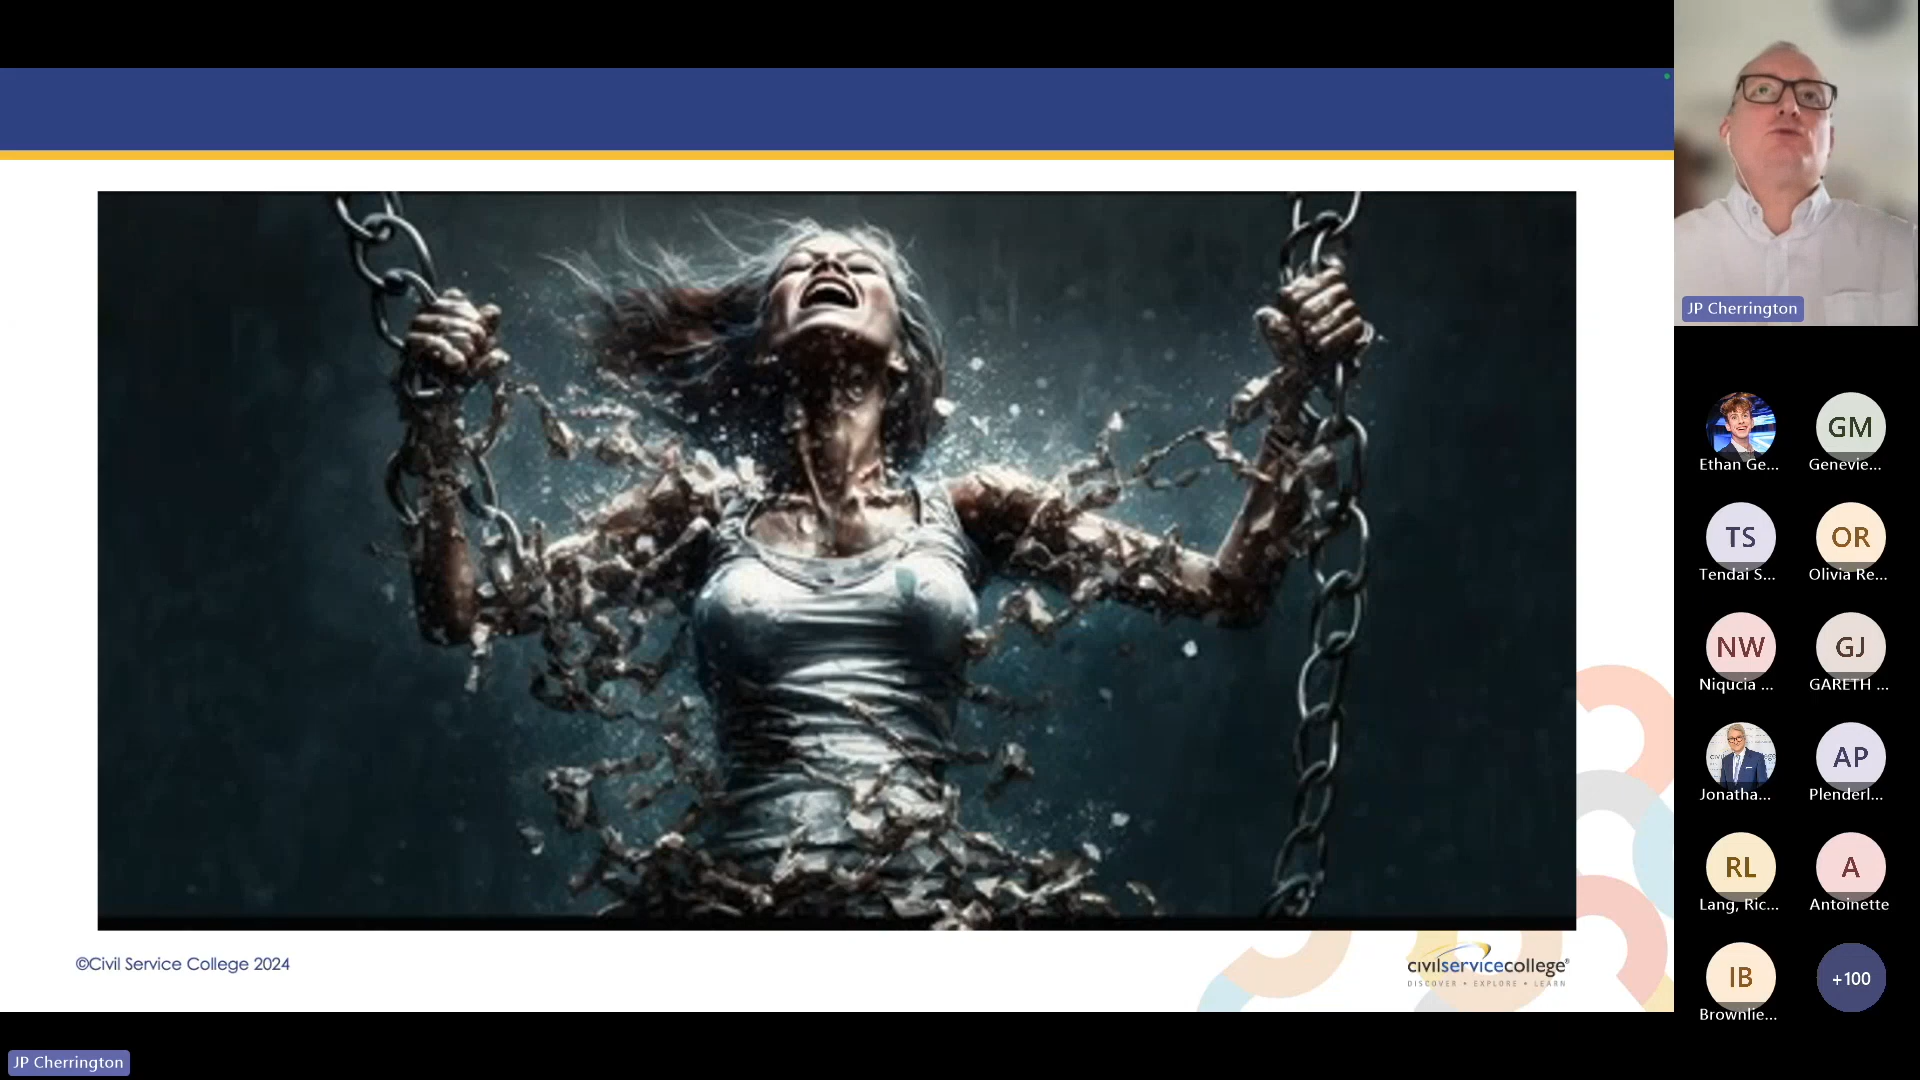 JP Cherrington
GM
Ethan Ge...
Genevie...
TS
OR
Tendai S...
Olivia Re...
NW
GJ
Niqucia ...
GARETH ...
Jonatha...
AP
Plenderl...
RL
A
Lang, Ric...
Antoinette
IB
+100
Brownlie...
©Civil Service College 2024
civilservicecollege®
DISCOVER • EXPLORE • LEARN
JP Cherrington